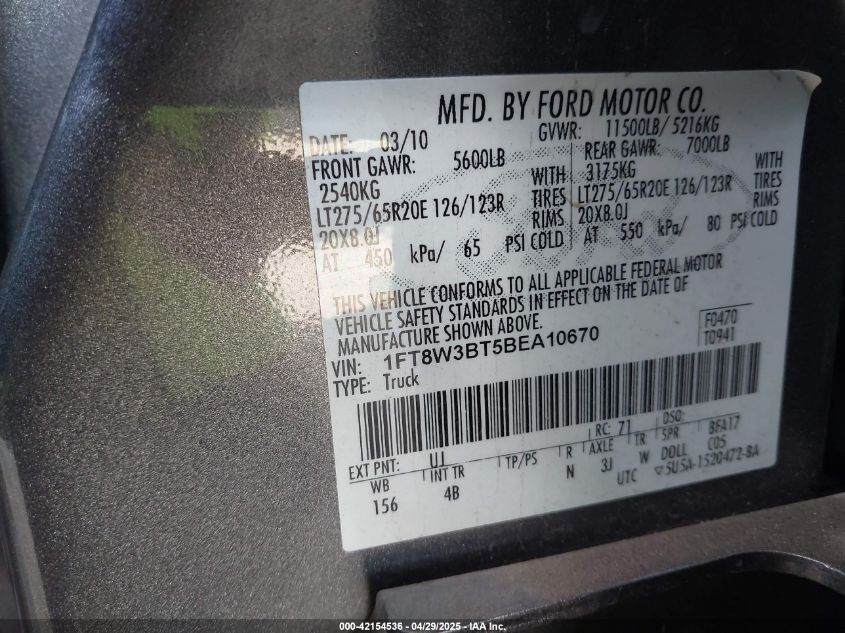 MFD. BY FORD MOTOR CO.
DATE: 03/10 GVWR: 11500LB/ 5216KG
FRONT GAWR: 5600LB REAR GAWR: 7000LB
2540KG WITH 3175KG WITH
LT275/65R20E 126/123R TIRES LT275/65R20E 126/123R TIRES
20X8.0J RIMS 20X8.0J RIMS
AT 450 kPa/ 65 PSI COLD AT 550 kPa/ 80 PSI COLD
THIS VEHICLE CONFORMS TO ALL APPLICABLE FEDERAL MOTOR
VEHICLE SAFETY STANDARDS IN EFFECT ON THE DATE OF
MANUFACTURE SHOWN ABOVE.
VIN: 1FT8W3BT5BEA10670 F0470
TYPE: Truck T0941
EXT PNT: UJ RC: 71 DSO:
WB INT TR TP/PS R AXLE TR SPR 8FA17
156 4B N 3J W DOLL C05
UTC ▽5U5A-1520472-BA
000-42154536 - 04/29/2025 - IAA Inc.